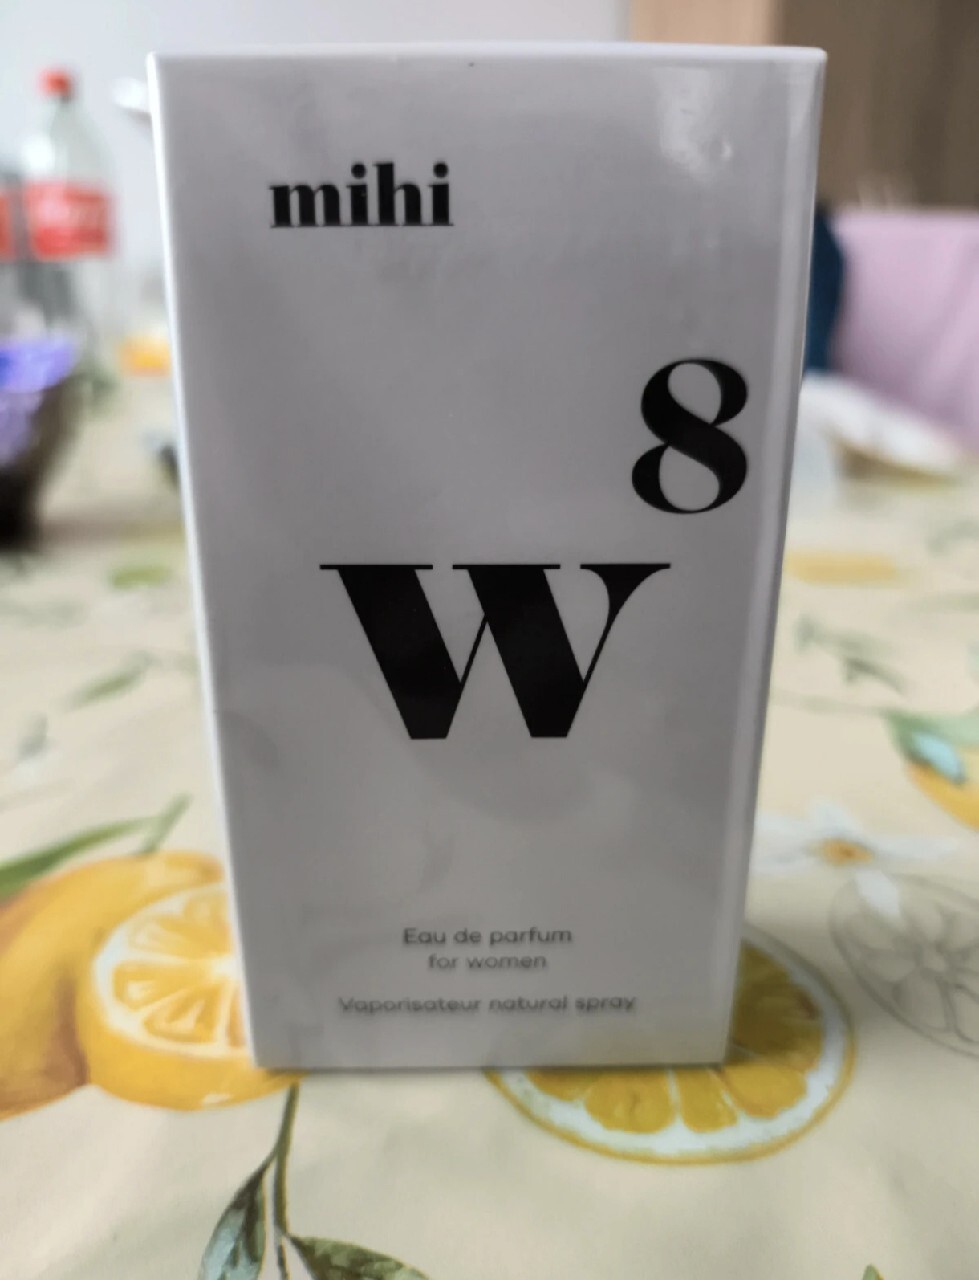 mihi
8
W
Eau de parfum
for women
Vaporisateur natural spray